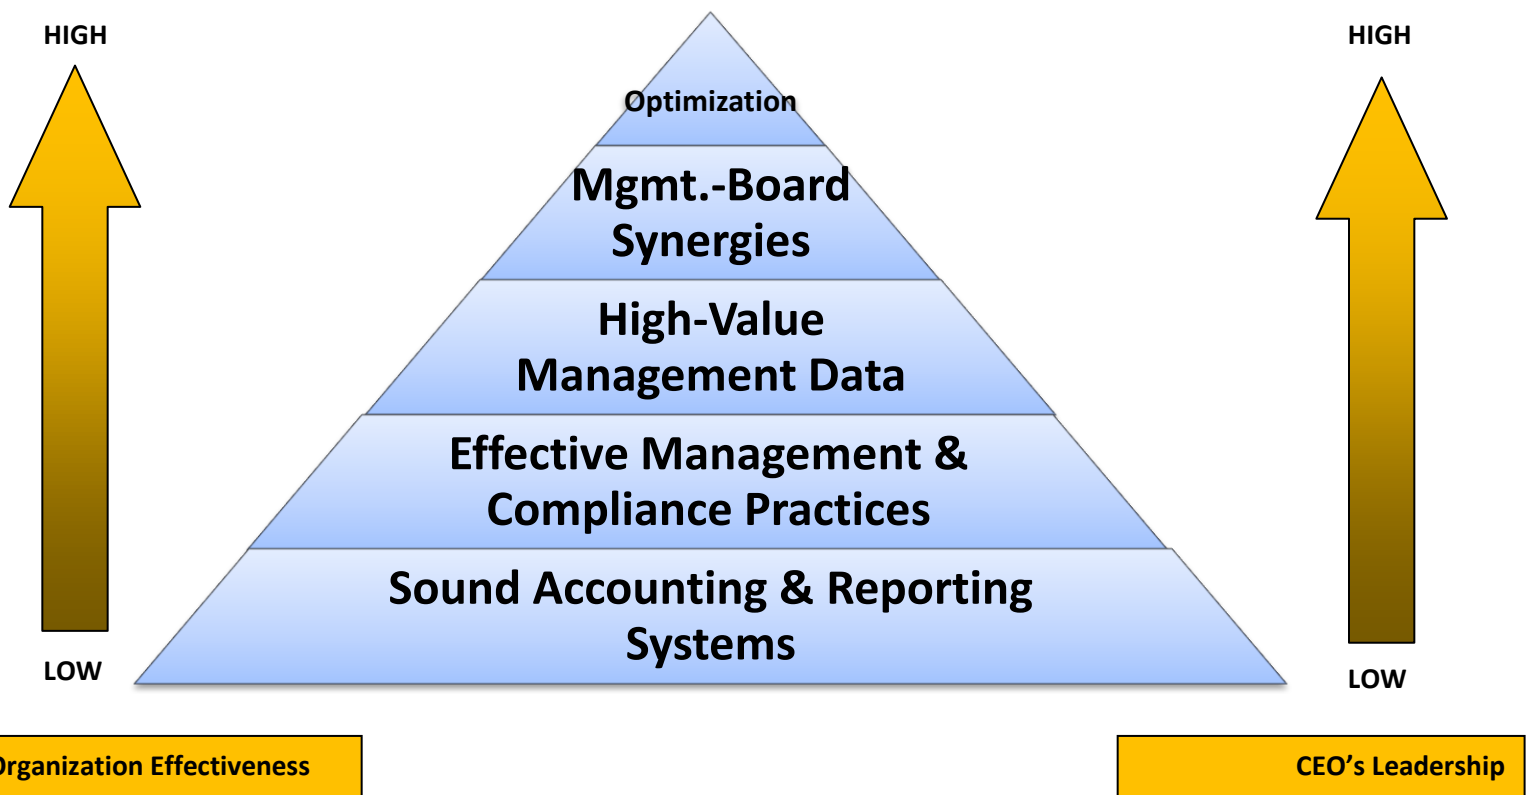 HIGH
HIGH
Optimization
Mgmt.-Board
Synergies
High-Value
Management Data
Effective Management &
Compliance Practices
Sound Accounting & Reporting
Systems
LOW
LOW
Organization Effectiveness
CEO’s Leadership